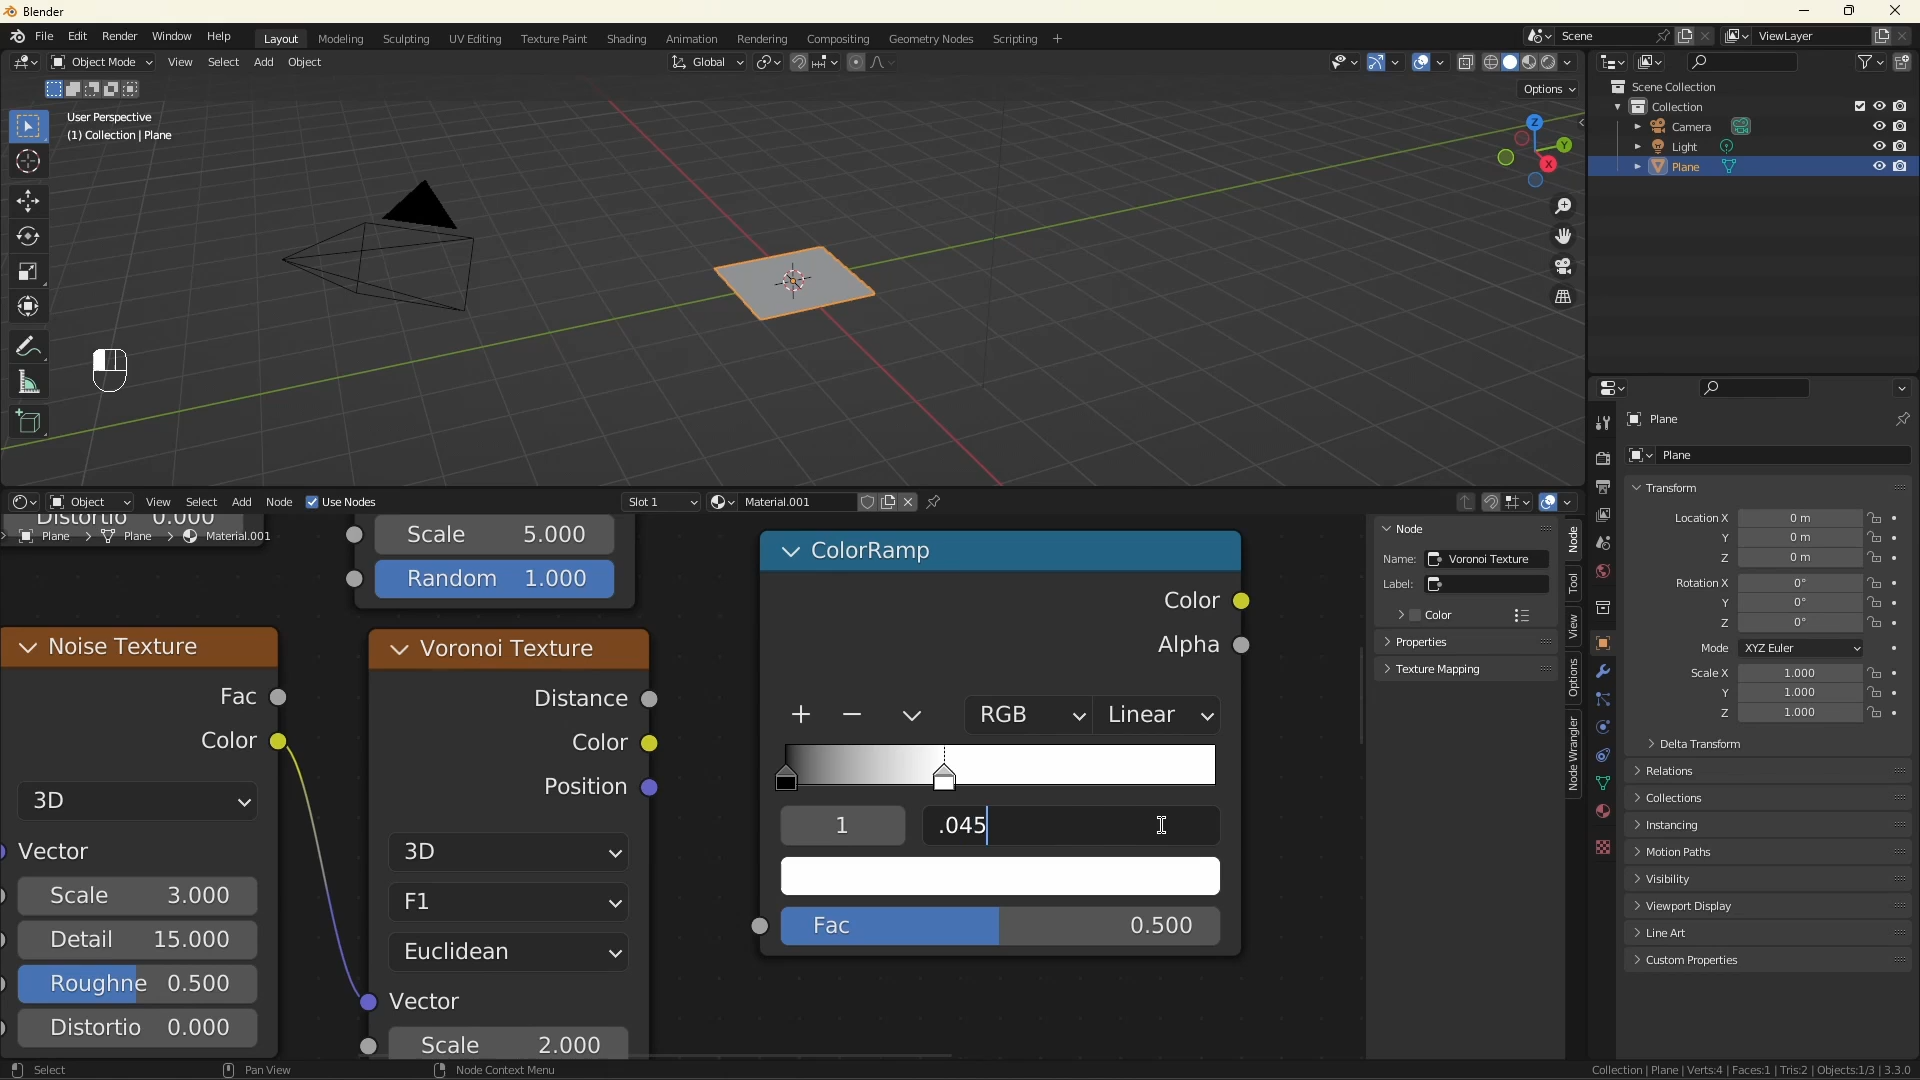 Blender
File Edit Render Window Help Layout Modeling Sculpting UV Editing Texture Paint Shading Animation Rendering Compositing Geometry Nodes Scripting + Scene ViewLayer
Object Mode View Select Add Object Global
Options
User Perspective
(1) Collection | Plane
Z
Y
X
Scene Collection
Collection
Camera
Light
Plane
Plane
Plane
Transform
Location X 0 m
Y 0 m
Z 0 m
Rotation X 0°
Y 0°
Z 0°
Mode XYZ Euler
Scale X 1.000
Y 1.000
Z 1.000
Delta Transform
Relations
Collections
Instancing
Motion Paths
Visibility
Viewport Display
Line Art
Custom Properties
Object View Select Add Node Use Nodes Slot 1 Material.001
Distortio 0.000
Plane > Plane > Material.001
Scale 5.000
Random 1.000
Noise Texture
Fac
Color
3D
Vector
Scale 3.000
Detail 15.000
Roughne 0.500
Distortio 0.000
Voronoi Texture
Distance
Color
Position
3D
F1
Euclidean
Vector
Scale 2.000
ColorRamp
Color
Alpha
+ − RGB Linear
1 .045
Fac 0.500
Node
Name: Voronoi Texture
Label:
Color
Properties
Texture Mapping
Node
Tool
View
Options
Node Wrangler
Select Pan View Node Context Menu Collection | Plane | Verts:4 | Faces:1 | Tris:2 | Objects:1/3 | 3.3.0